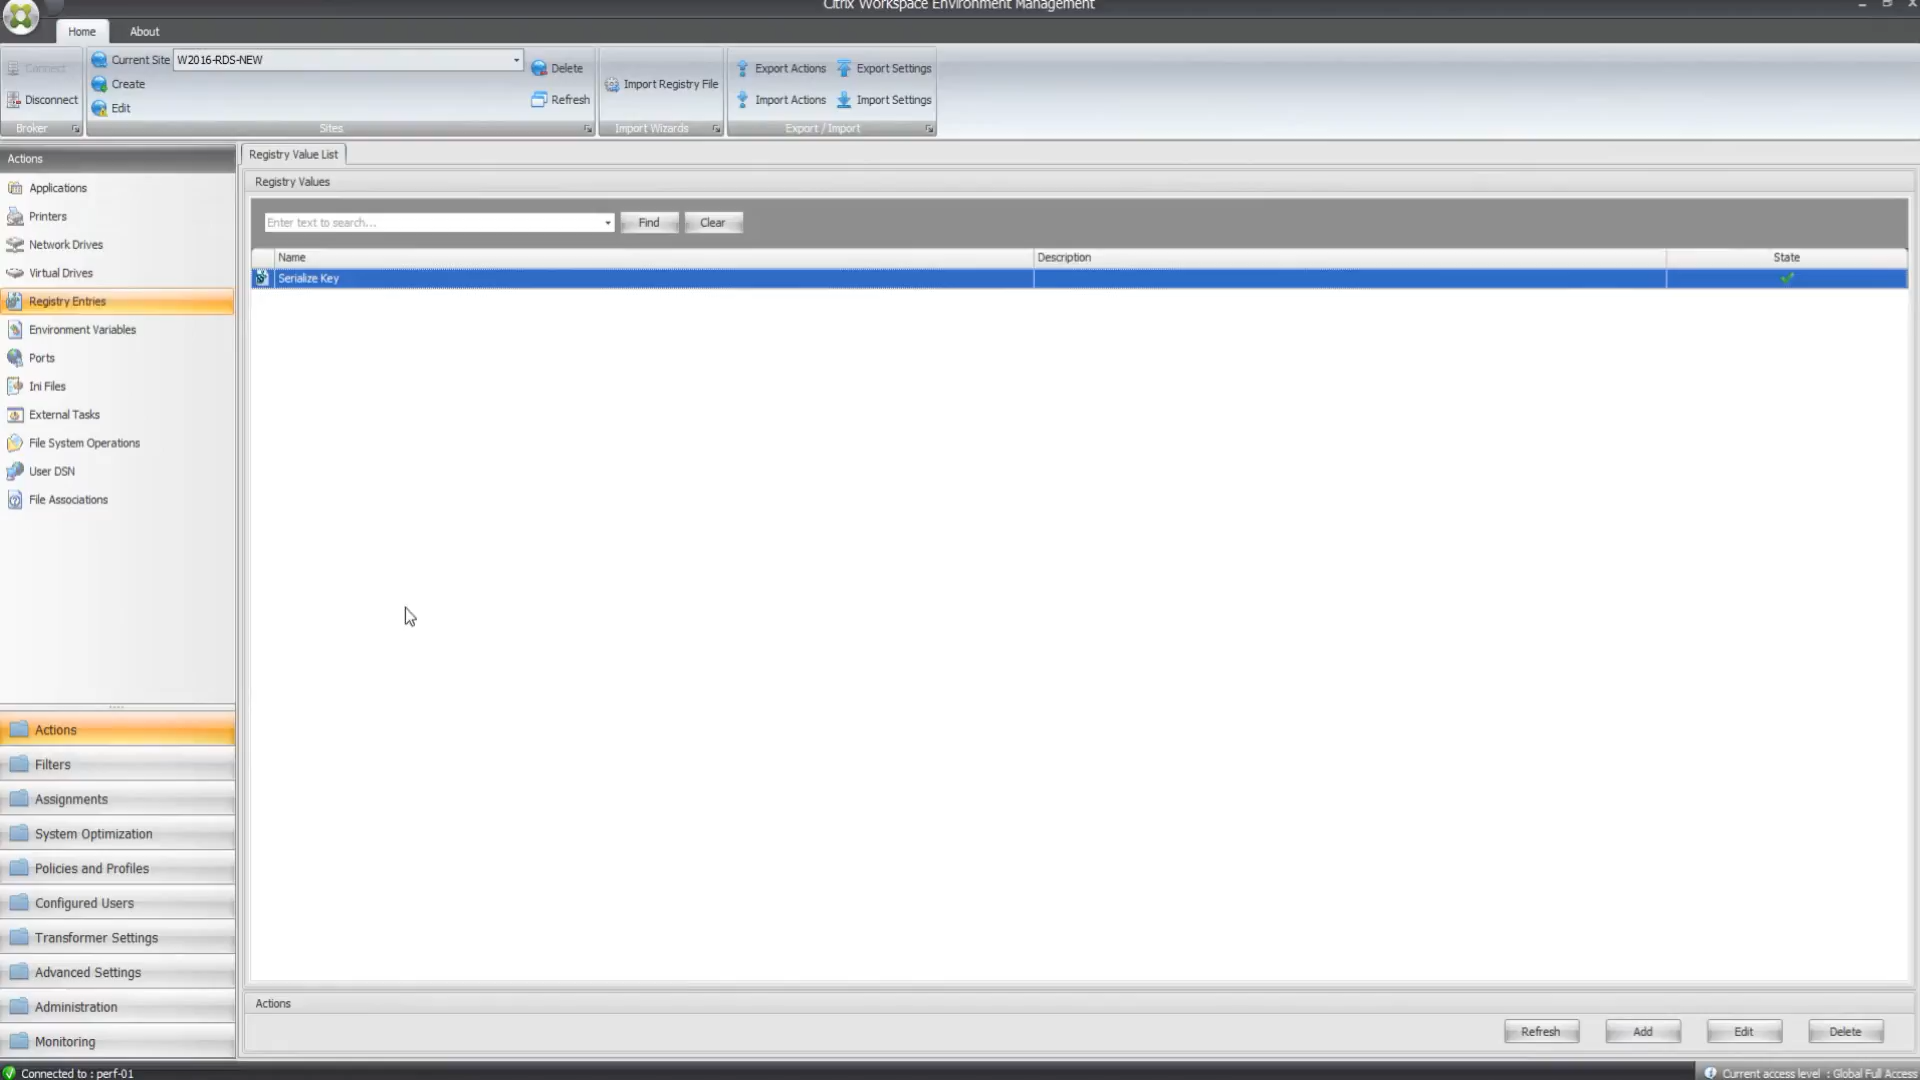 Citrix Workspace Environment Management
Home
About
Connect
Disconnect
Broker
Current Site
W2016-RDS-NEW
Create
Edit
Delete
Refresh
Sites
Import Registry File
Import Wizards
Export Actions
Export Settings
Import Actions
Import Settings
Export / Import
Actions
Applications
Printers
Network Drives
Virtual Drives
Registry Entries
Environment Variables
Ports
Ini Files
External Tasks
File System Operations
User DSN
File Associations
Actions
Filters
Assignments
System Optimization
Policies and Profiles
Configured Users
Transformer Settings
Advanced Settings
Administration
Monitoring
Registry Value List
Registry Values
Enter text to search...
Find
Clear
Name
Description
State
Serialize Key
Actions
Refresh
Add
Edit
Delete
Connected to : perf-01
Current access level : Global Full Access